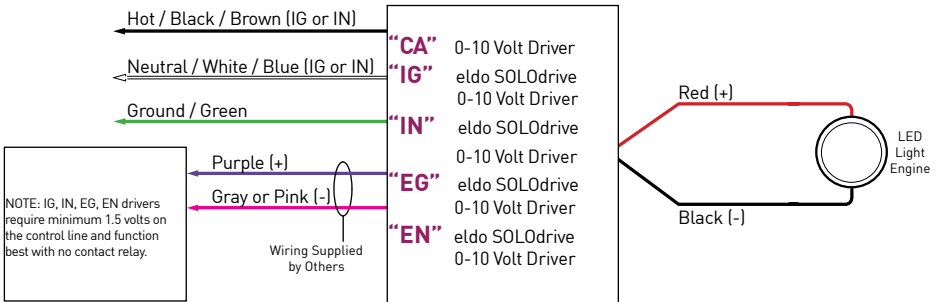 Hot / Black / Brown (IG or IN)
Neutral / White / Blue (IG or IN)
Ground / Green
Purple (+)
Gray or Pink (-)
Wiring Supplied
by Others
NOTE: IG, IN, EG, EN drivers
require minimum 1.5 volts on
the control line and function
best with no contact relay.
"CA" 0-10 Volt Driver
"IG" eldo SOLOdrive
0-10 Volt Driver
"IN" eldo SOLOdrive
0-10 Volt Driver
"EG" eldo SOLOdrive
0-10 Volt Driver
"EN" eldo SOLOdrive
0-10 Volt Driver
Red (+)
Black (-)
LED
Light
Engine